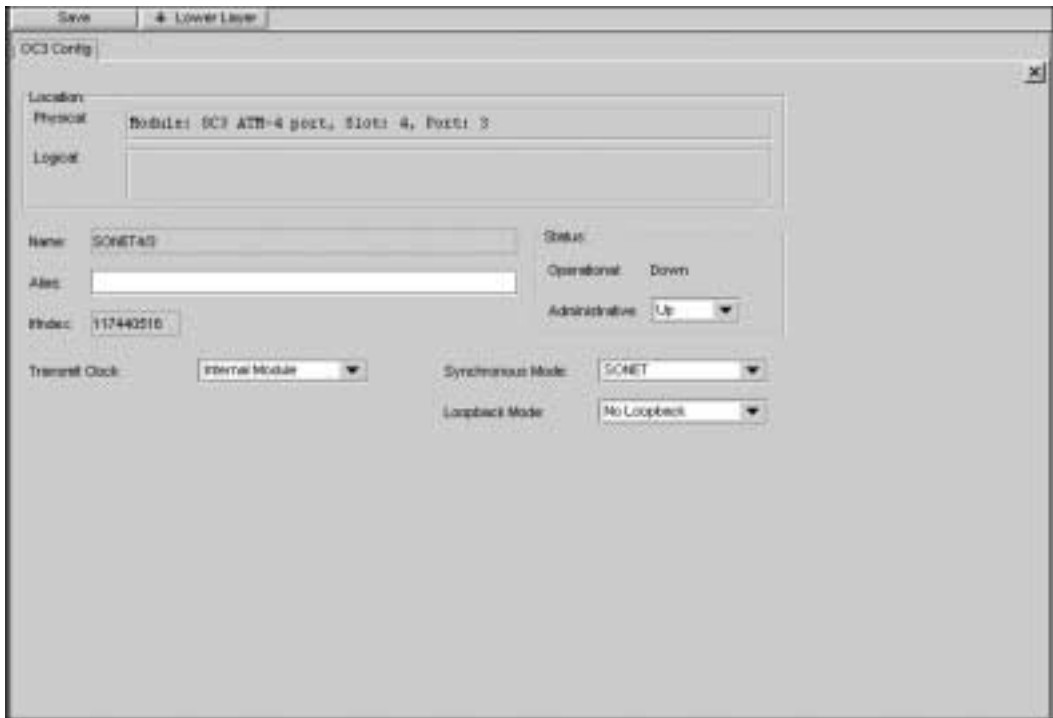 Save
Lower Layer
OC3 Config
Location
Physical
Module: OC3 ATM-4 port, Slot: 4, Port: 3
Logical
Name:
SONET4/3
Status
Operational:
Down
Alias:
Administrative:
Up
IfIndex:
117440516
Transmit Clock
Internal Module
Synchronous Mode:
SONET
Loopback Mode
No Loopback